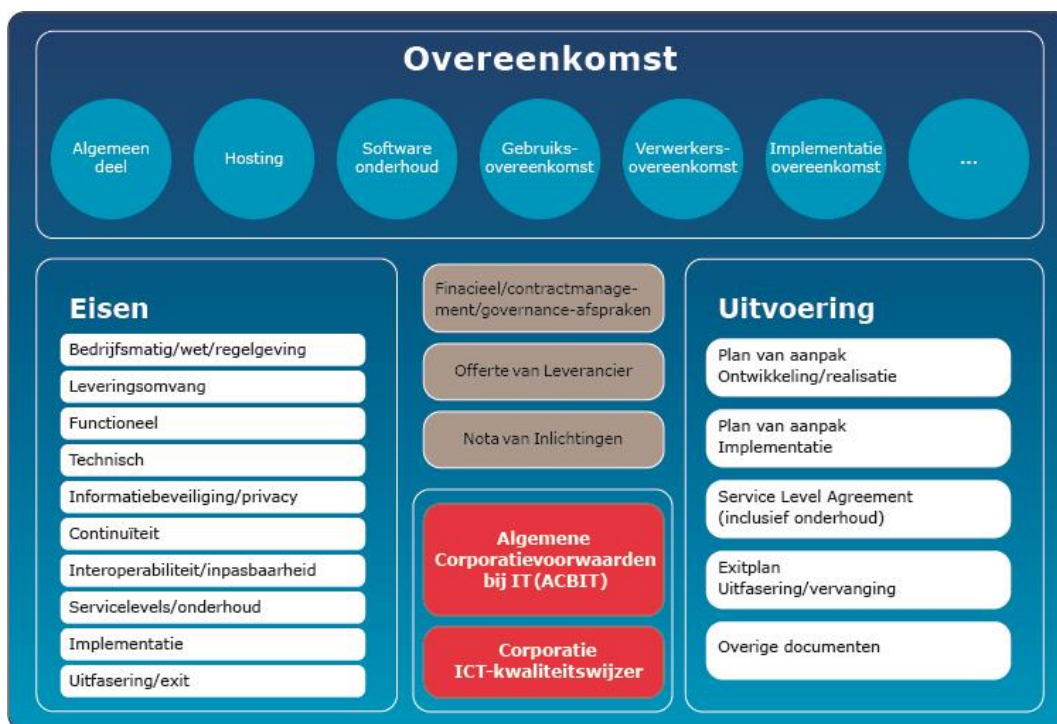 Overeenkomst
Algemeen
deel
Hosting
Software
onderhoud
Gebruiks-
overeenkomst
Verwerkers-
overeenkomst
Implementatie
overeenkomst
...
Eisen
Bedrijfsmatig/wet/regelgeving
Leveringsomvang
Functioneel
Technisch
Informatiebeveiliging/privacy
Continuïteit
Interoperabiliteit/inpasbaarheid
Servicelevels/onderhoud
Implementatie
Uitfasering/exit
Finacieel/contractmanage-
ment/governance-afspraken
Offerte van Leverancier
Nota van Inlichtingen
Algemene
Corporatievoorwaarden
bij IT(ACBIT)
Corporatie
ICT-kwaliteitswijzer
Uitvoering
Plan van aanpak
Ontwikkeling/realisatie
Plan van aanpak
Implementatie
Service Level Agreement
(inclusief onderhoud)
Exitplan
Uitfasering/vervanging
Overige documenten